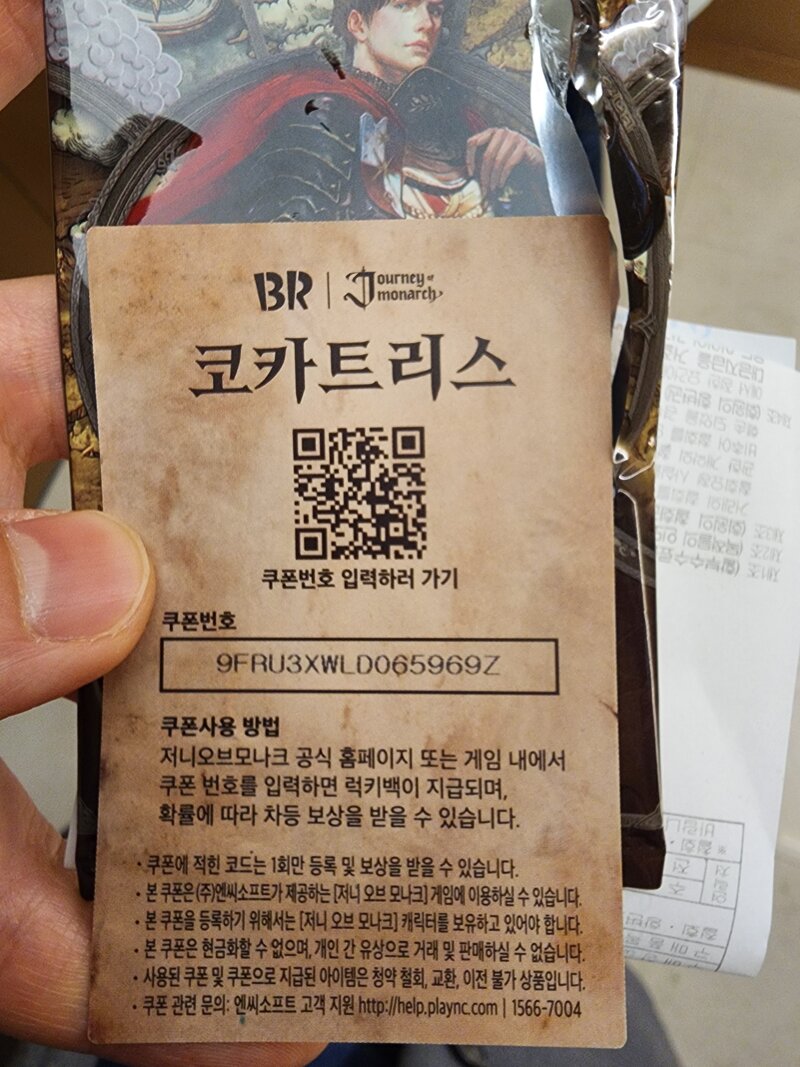 BR | Journey of monarch
코카트리스
쿠폰번호 입력하러 가기
쿠폰번호
9FRU3XWLD065969Z
쿠폰사용 방법
저니오브모나크 공식 홈페이지 또는 게임 내에서
쿠폰 번호를 입력하면 럭키백이 지급되며,
확률에 따라 차등 보상을 받을 수 있습니다.
• 쿠폰에 적힌 코드는 1회만 등록 및 보상을 받을 수 있습니다.
• 본 쿠폰은 (주)엔씨소프트가 제공하는 [저니 오브 모나크] 게임에 이용하실 수 있습니다.
• 본 쿠폰을 등록하기 위해서는 [저니 오브 모나크] 캐릭터를 보유하고 있어야 합니다.
• 본 쿠폰은 현금화할 수 없으며, 개인 간 유상으로 거래 및 판매하실 수 없습니다.
• 사용된 쿠폰 및 쿠폰으로 지급된 아이템은 청약 철회, 교환, 이전 불가 상품입니다.
• 쿠폰 관련 문의: 엔씨소프트 고객 지원 http://help.plaync.com | 1566-7004